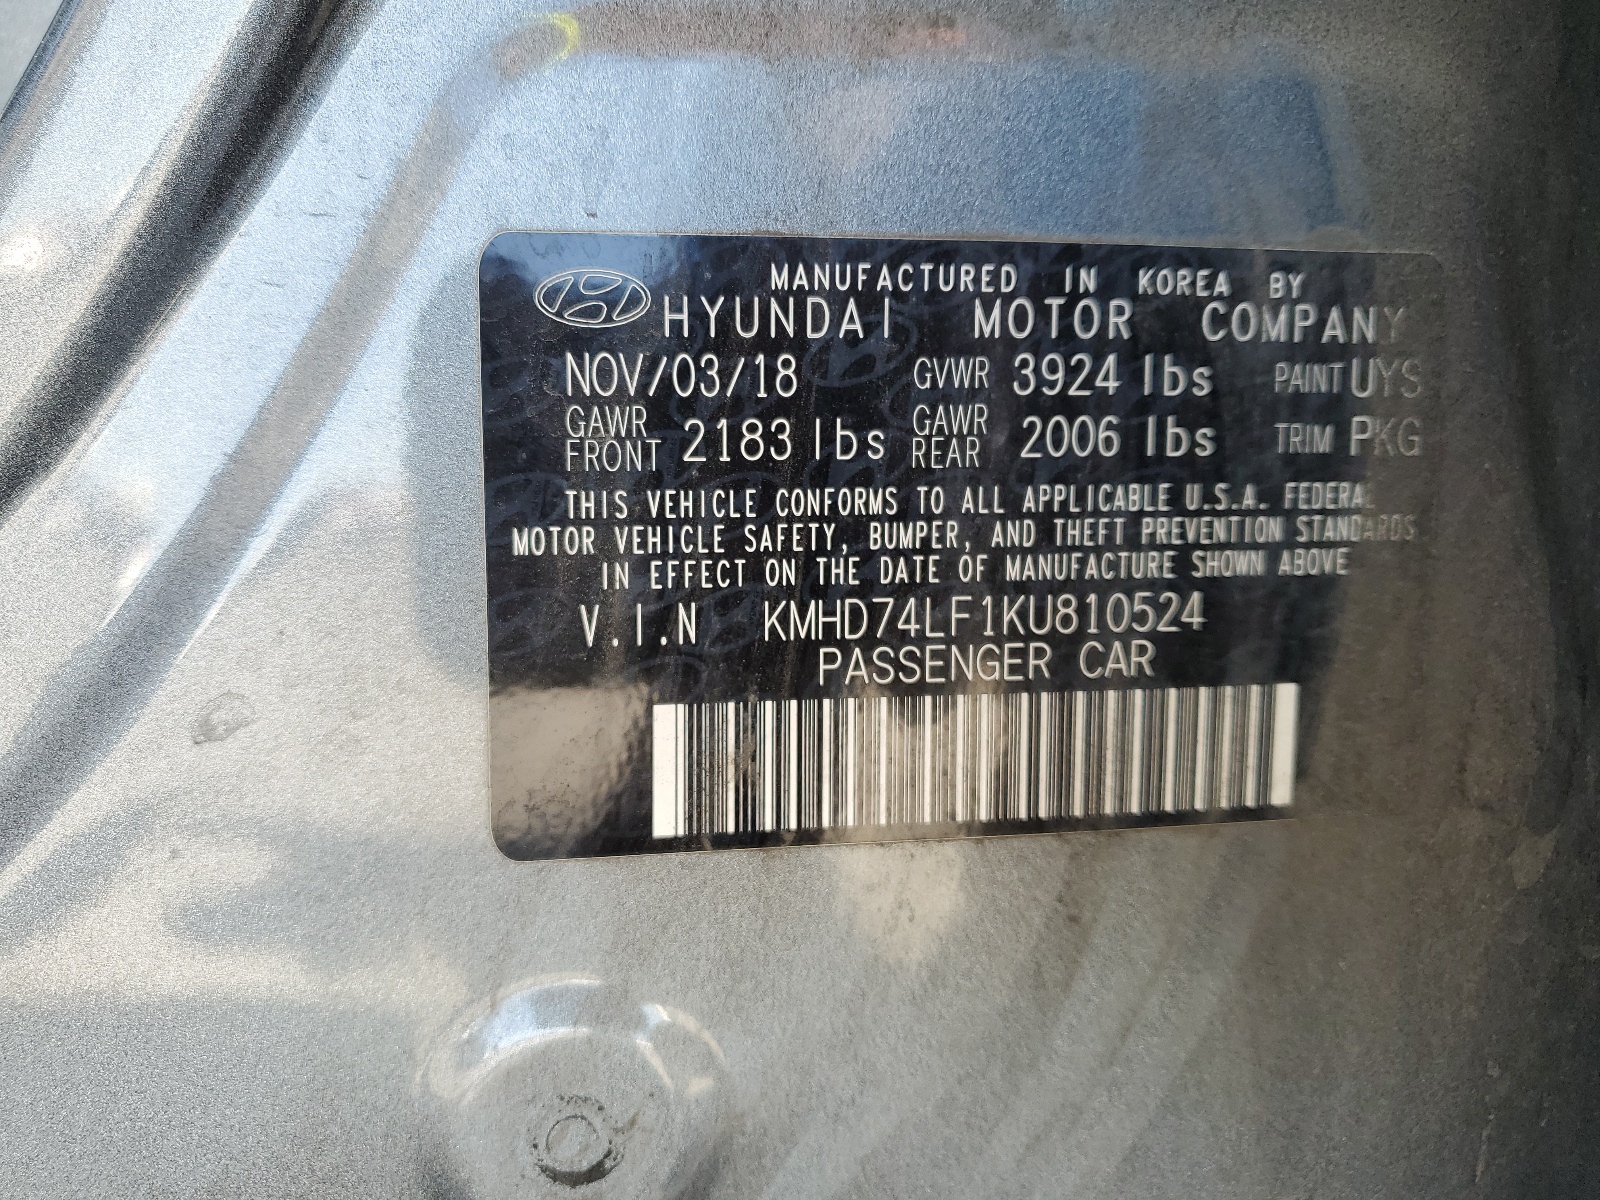 MANUFACTURED IN KOREA BY
HYUNDAI MOTOR COMPANY
NOV/03/18 GVWR 3924 lbs PAINT UYS
GAWR FRONT 2183 lbs GAWR REAR 2006 lbs TRIM PKG
THIS VEHICLE CONFORMS TO ALL APPLICABLE U.S.A. FEDERAL
MOTOR VEHICLE SAFETY, BUMPER, AND THEFT PREVENTION STANDARDS
IN EFFECT ON THE DATE OF MANUFACTURE SHOWN ABOVE
V.I.N KMHD74LF1KU810524
PASSENGER CAR